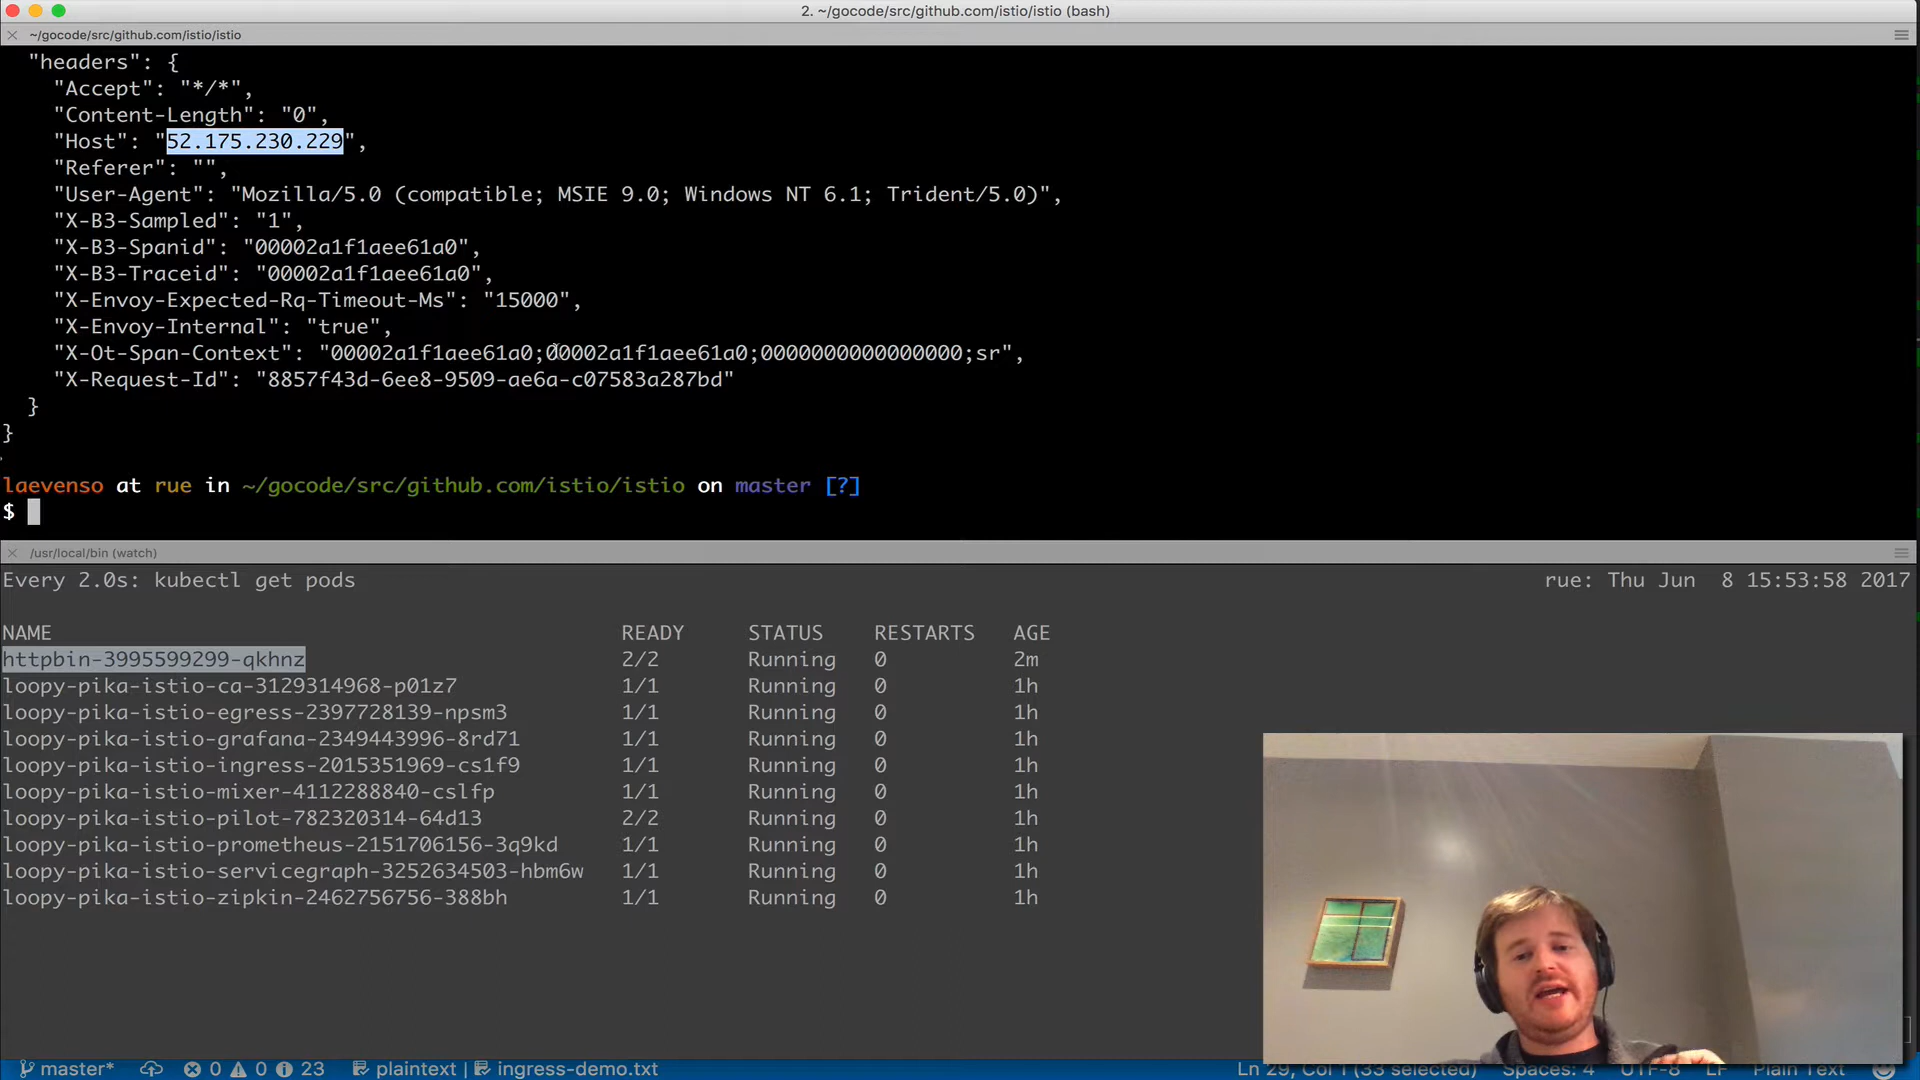 2. ~/gocode/src/github.com/istio/istio (bash)
~/gocode/src/github.com/istio/istio
"headers": {
"Accept": "*/*",
"Content-Length": "0",
"Host": "52.175.230.229",
"Referer": "",
"User-Agent": "Mozilla/5.0 (compatible; MSIE 9.0; Windows NT 6.1; Trident/5.0)",
"X-B3-Sampled": "1",
"X-B3-Spanid": "00002a1f1aee61a0",
"X-B3-Traceid": "00002a1f1aee61a0",
"X-Envoy-Expected-Rq-Timeout-Ms": "15000",
"X-Envoy-Internal": "true",
"X-Ot-Span-Context": "00002a1f1aee61a0;00002a1f1aee61a0;0000000000000000;sr",
"X-Request-Id": "8857f43d-6ee8-9509-ae6a-c07583a287bd"
}
}
laevenso at rue in ~/gocode/src/github.com/istio/istio on master [?]
$
/usr/local/bin (watch)
Every 2.0s: kubectl get pods rue: Thu Jun 8 15:53:58 2017
NAME READY STATUS RESTARTS AGE
httpbin-3995599299-qkhnz 2/2 Running 0 2m
loopy-pika-istio-ca-3129314968-p01z7 1/1 Running 0 1h
loopy-pika-istio-egress-2397728139-npsm3 1/1 Running 0 1h
loopy-pika-istio-grafana-2349443996-8rd71 1/1 Running 0 1h
loopy-pika-istio-ingress-2015351969-cs1f9 1/1 Running 0 1h
loopy-pika-istio-mixer-4112288840-cslfp 1/1 Running 0 1h
loopy-pika-istio-pilot-782320314-64d13 2/2 Running 0 1h
loopy-pika-istio-prometheus-2151706156-3q9kd 1/1 Running 0 1h
loopy-pika-istio-servicegraph-3252634503-hbm6w 1/1 Running 0 1h
loopy-pika-istio-zipkin-2462756756-388bh 1/1 Running 0 1h
master* 0 0 23 plaintext | ingress-demo.txt Ln 29, Col 1 (33 selected) Spaces: 4 UTF-8 LF Plain Text